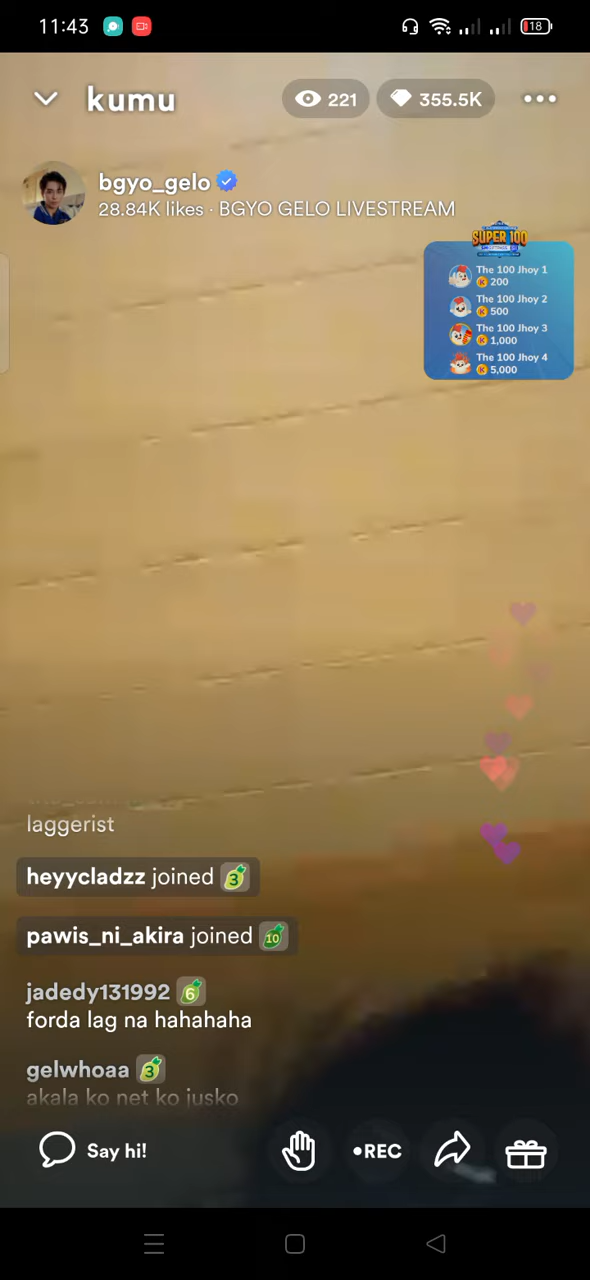 11:43
18
kumu
221
355.5K
bgyo_gelo
28.84K likes · BGYO GELO LIVESTREAM
SUPER 100
The 100 Jhoy 1
200
The 100 Jhoy 2
500
The 100 Jhoy 3
1,000
The 100 Jhoy 4
5,000
laggerist
heyycladzz joined 3
pawis_ni_akira joined 10
jadedy131992 6
forda lag na hahahaha
gelwhoaa 3
akala ko net ko jusko
Say hi!
•REC